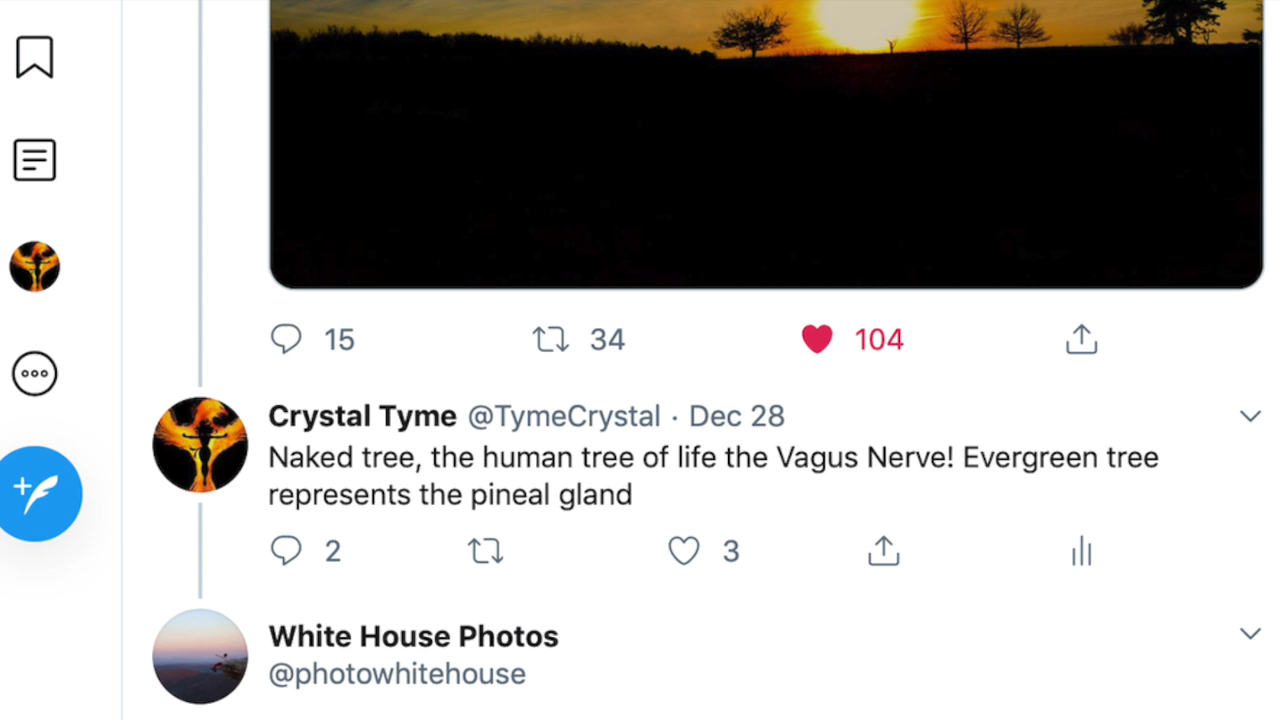 15 34 104
Crystal Tyme @TymeCrystal · Dec 28
Naked tree, the human tree of life the Vagus Nerve! Evergreen tree
represents the pineal gland
2 3
White House Photos
@photowhitehouse